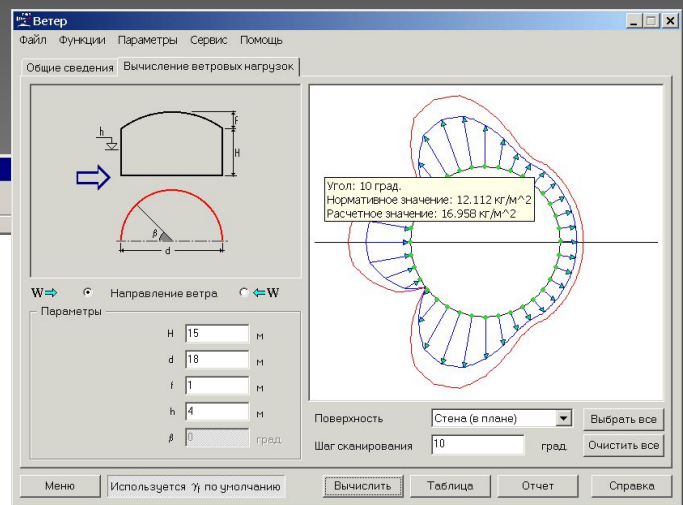 Ветер
Файл Функции Параметры Сервис Помощь
Общие сведения Вычисление ветровых нагрузок
f
h
H
β
d
Угол: 10 град.
Нормативное значение: 12.112 кг/м^2
Расчетное значение: 16.958 кг/м^2
W Направление ветра W
Параметры
H 15 м
d 18 м
f 1 м
h 4 м
β 0 град.
Поверхность Стена (в плане) Выбрать все
Шаг сканирования 10 град. Очистить все
Меню Используется γf по умолчанию Вычислить Таблица Отчет Справка